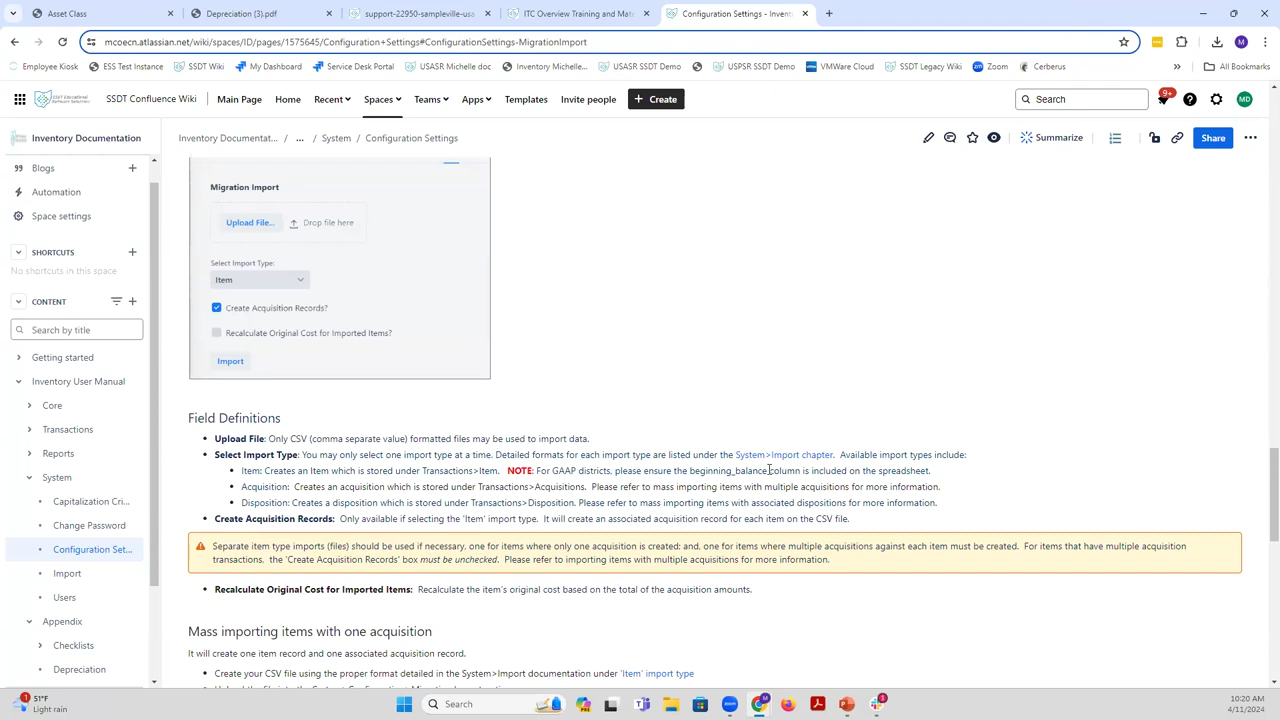 Current Asset Class
Depreciation (3).pdf
support-22950-sampleville-usa
ITC Overview Training and Mate
Configuration Settings - Invent
moecn.atlassian.net/wiki/spaces/ID/pages/1575645/Configuration+Settings#ConfigurationSettings-MigrationImport
Employee Kiosk
ESS Test Instance
SSDT Wiki
My Dashboard
Service Desk Portal
USASR Michelle doc
Inventory Michelle...
USASR SSDT Demo
USPSR SSDT Demo
VMWare Cloud
SSDT Legacy Wiki
Zoom
Cerberus
»
All Bookmarks
SSDT Confluence Wiki
Main Page
Home
Recent
Spaces
Teams
Apps
Templates
Invite people
+ Create
Search
9+
MD
Inventory Documentation
Inventory Documentat... / ... / System / Configuration Settings
Summarize
Share
Blogs
Automation
Space settings
SHORTCUTS
No shortcuts in this space
CONTENT
Search by title
Getting started
Inventory User Manual
Core
Transactions
Reports
System
Capitalization Cri...
Change Password
Configuration Set...
Import
Users
Appendix
Checklists
Depreciation
Migration Import
Upload File...
Drop file here
Select Import Type:
Item
Create Acquisition Records?
Recalculate Original Cost for Imported Items?
Import
Field Definitions
• Upload File: Only CSV (comma separate value) formatted files may be used to import data.
• Select Import Type: You may only select one import type at a time. Detailed formats for each import type are listed under the System>Import chapter. Available import types include:
• Item: Creates an Item which is stored under Transactions>Item. NOTE: For GAAP districts, please ensure the beginning_balance column is included on the spreadsheet.
• Acquisition: Creates an acquisition which is stored under Transactions>Acquisitions. Please refer to mass importing items with multiple acquisitions for more information.
• Disposition: Creates a disposition which is stored under Transactions>Disposition. Please refer to mass importing items with associated dispositions for more information.
• Create Acquisition Records: Only available if selecting the 'Item' import type. It will create an associated acquisition record for each item on the CSV file.
Separate item type imports (files) should be used if necessary, one for items where only one acquisition is created; and, one for items where multiple acquisitions against each item must be created. For items that have multiple acquisition
transactions, the 'Create Acquisition Records' box must be unchecked. Please refer to importing items with multiple acquisitions for more information.
• Recalculate Original Cost for Imported Items: Recalculate the item's original cost based on the total of the acquisition amounts.
Mass importing items with one acquisition
It will create one item record and one associated acquisition record.
• Create your CSV file using the proper format detailed in the System>Import documentation under 'Item' import type
51°F
Light rain
Search
10:20 AM
4/11/2024